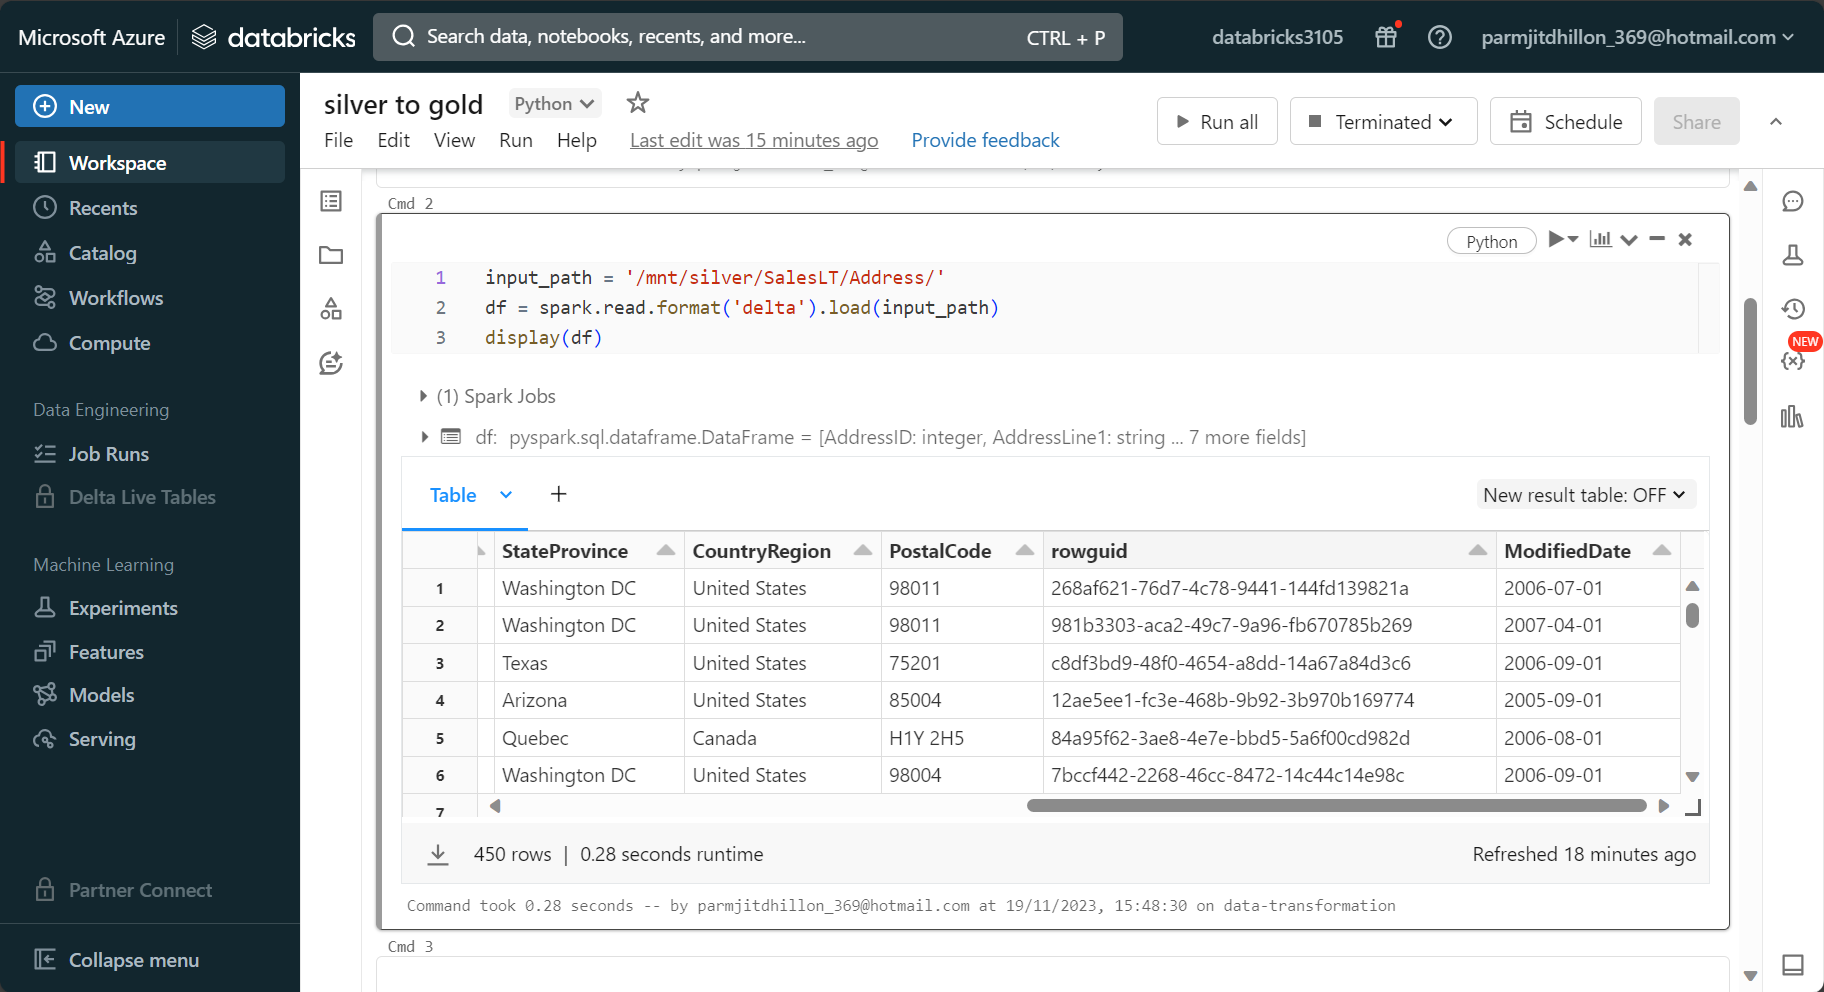 Microsoft Azure databricks Search data, notebooks, recents, and more... CTRL + P databricks3105 parmjitdhillon_369@hotmail.com
New
Workspace
Recents
Catalog
Workflows
Compute
Data Engineering
Job Runs
Delta Live Tables
Machine Learning
Experiments
Features
Models
Serving
Partner Connect
Collapse menu
silver to gold Python
File Edit View Run Help Last edit was 15 minutes ago Provide feedback
Run all Terminated Schedule Share
Cmd 2
Python
1 input_path = '/mnt/silver/SalesLT/Address/'
2 df = spark.read.format('delta').load(input_path)
3 display(df)
(1) Spark Jobs
df: pyspark.sql.dataframe.DataFrame = [AddressID: integer, AddressLine1: string ... 7 more fields]
Table + New result table: OFF
StateProvince CountryRegion PostalCode rowguid ModifiedDate
1 Washington DC United States 98011 268af621-76d7-4c78-9441-144fd139821a 2006-07-01
2 Washington DC United States 98011 981b3303-aca2-49c7-9a96-fb670785b269 2007-04-01
3 Texas United States 75201 c8df3bd9-48f0-4654-a8dd-14a67a84d3c6 2006-09-01
4 Arizona United States 85004 12ae5ee1-fc3e-468b-9b92-3b970b169774 2005-09-01
5 Quebec Canada H1Y 2H5 84a95f62-3ae8-4e7e-bbd5-5a6f00cd982d 2006-08-01
6 Washington DC United States 98004 7bccf442-2268-46cc-8472-14c44c14e98c 2006-09-01
7
450 rows | 0.28 seconds runtime Refreshed 18 minutes ago
Command took 0.28 seconds -- by parmjitdhillon_369@hotmail.com at 19/11/2023, 15:48:30 on data-transformation
Cmd 3
NEW